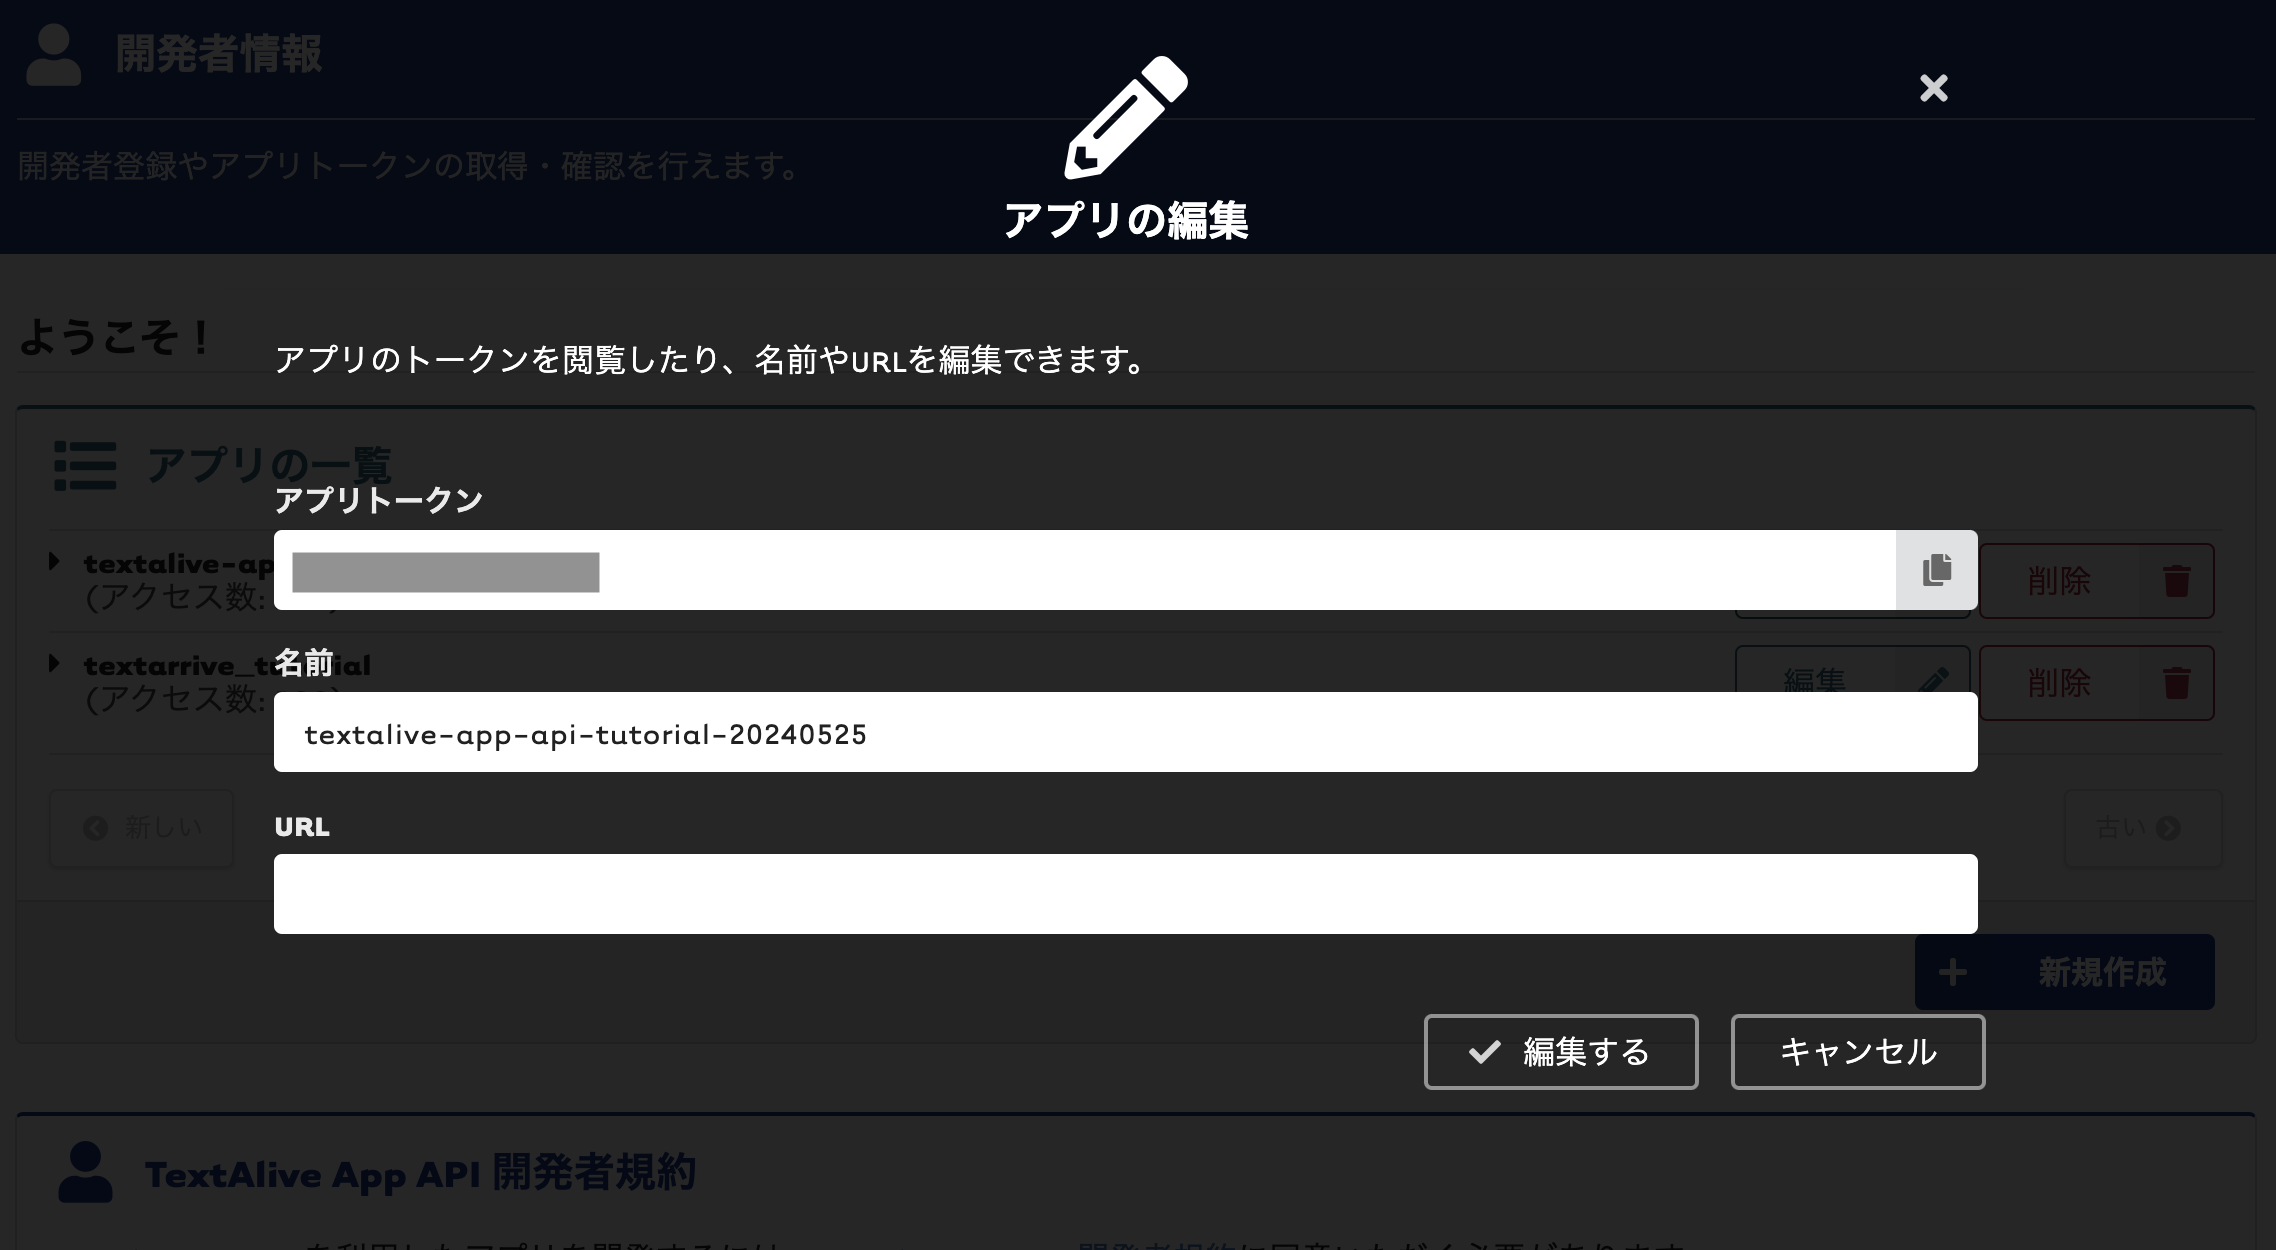 開発者情報
開発者登録やアプリトークンの取得・確認を行えます。
アプリの編集
ようこそ！
アプリのトークンを閲覧したり、名前やURLを編集できます。
アプリの一覧
アプリトークン
textalive-ap
(アクセス数:
削除
名前
(アクセス数:
編集
削除
textalive-app-api-tutorial-20240525
URL
新しい
古い
新規作成
編集する
キャンセル
TextAlive App API 開発者規約